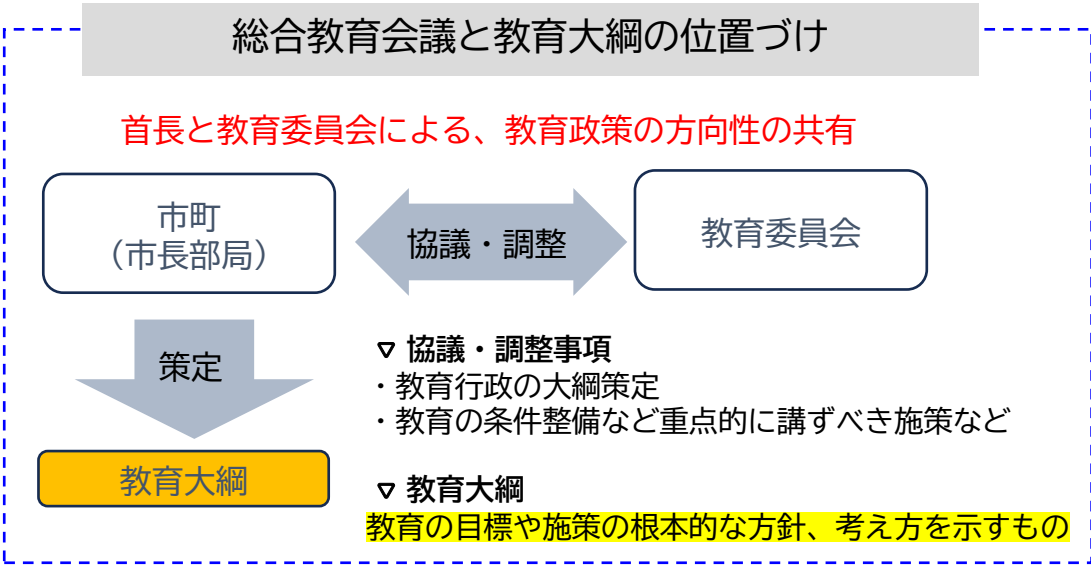 総合教育会議と教育大綱の位置づけ
首長と教育委員会による、教育政策の方向性の共有
市町
（市長部局）
協議・調整
教育委員会
策定
教育大綱
▽ 協議・調整事項
・教育行政の大綱策定
・教育の条件整備など重点的に講ずべき施策など
▽ 教育大綱
教育の目標や施策の根本的な方針、考え方を示すもの